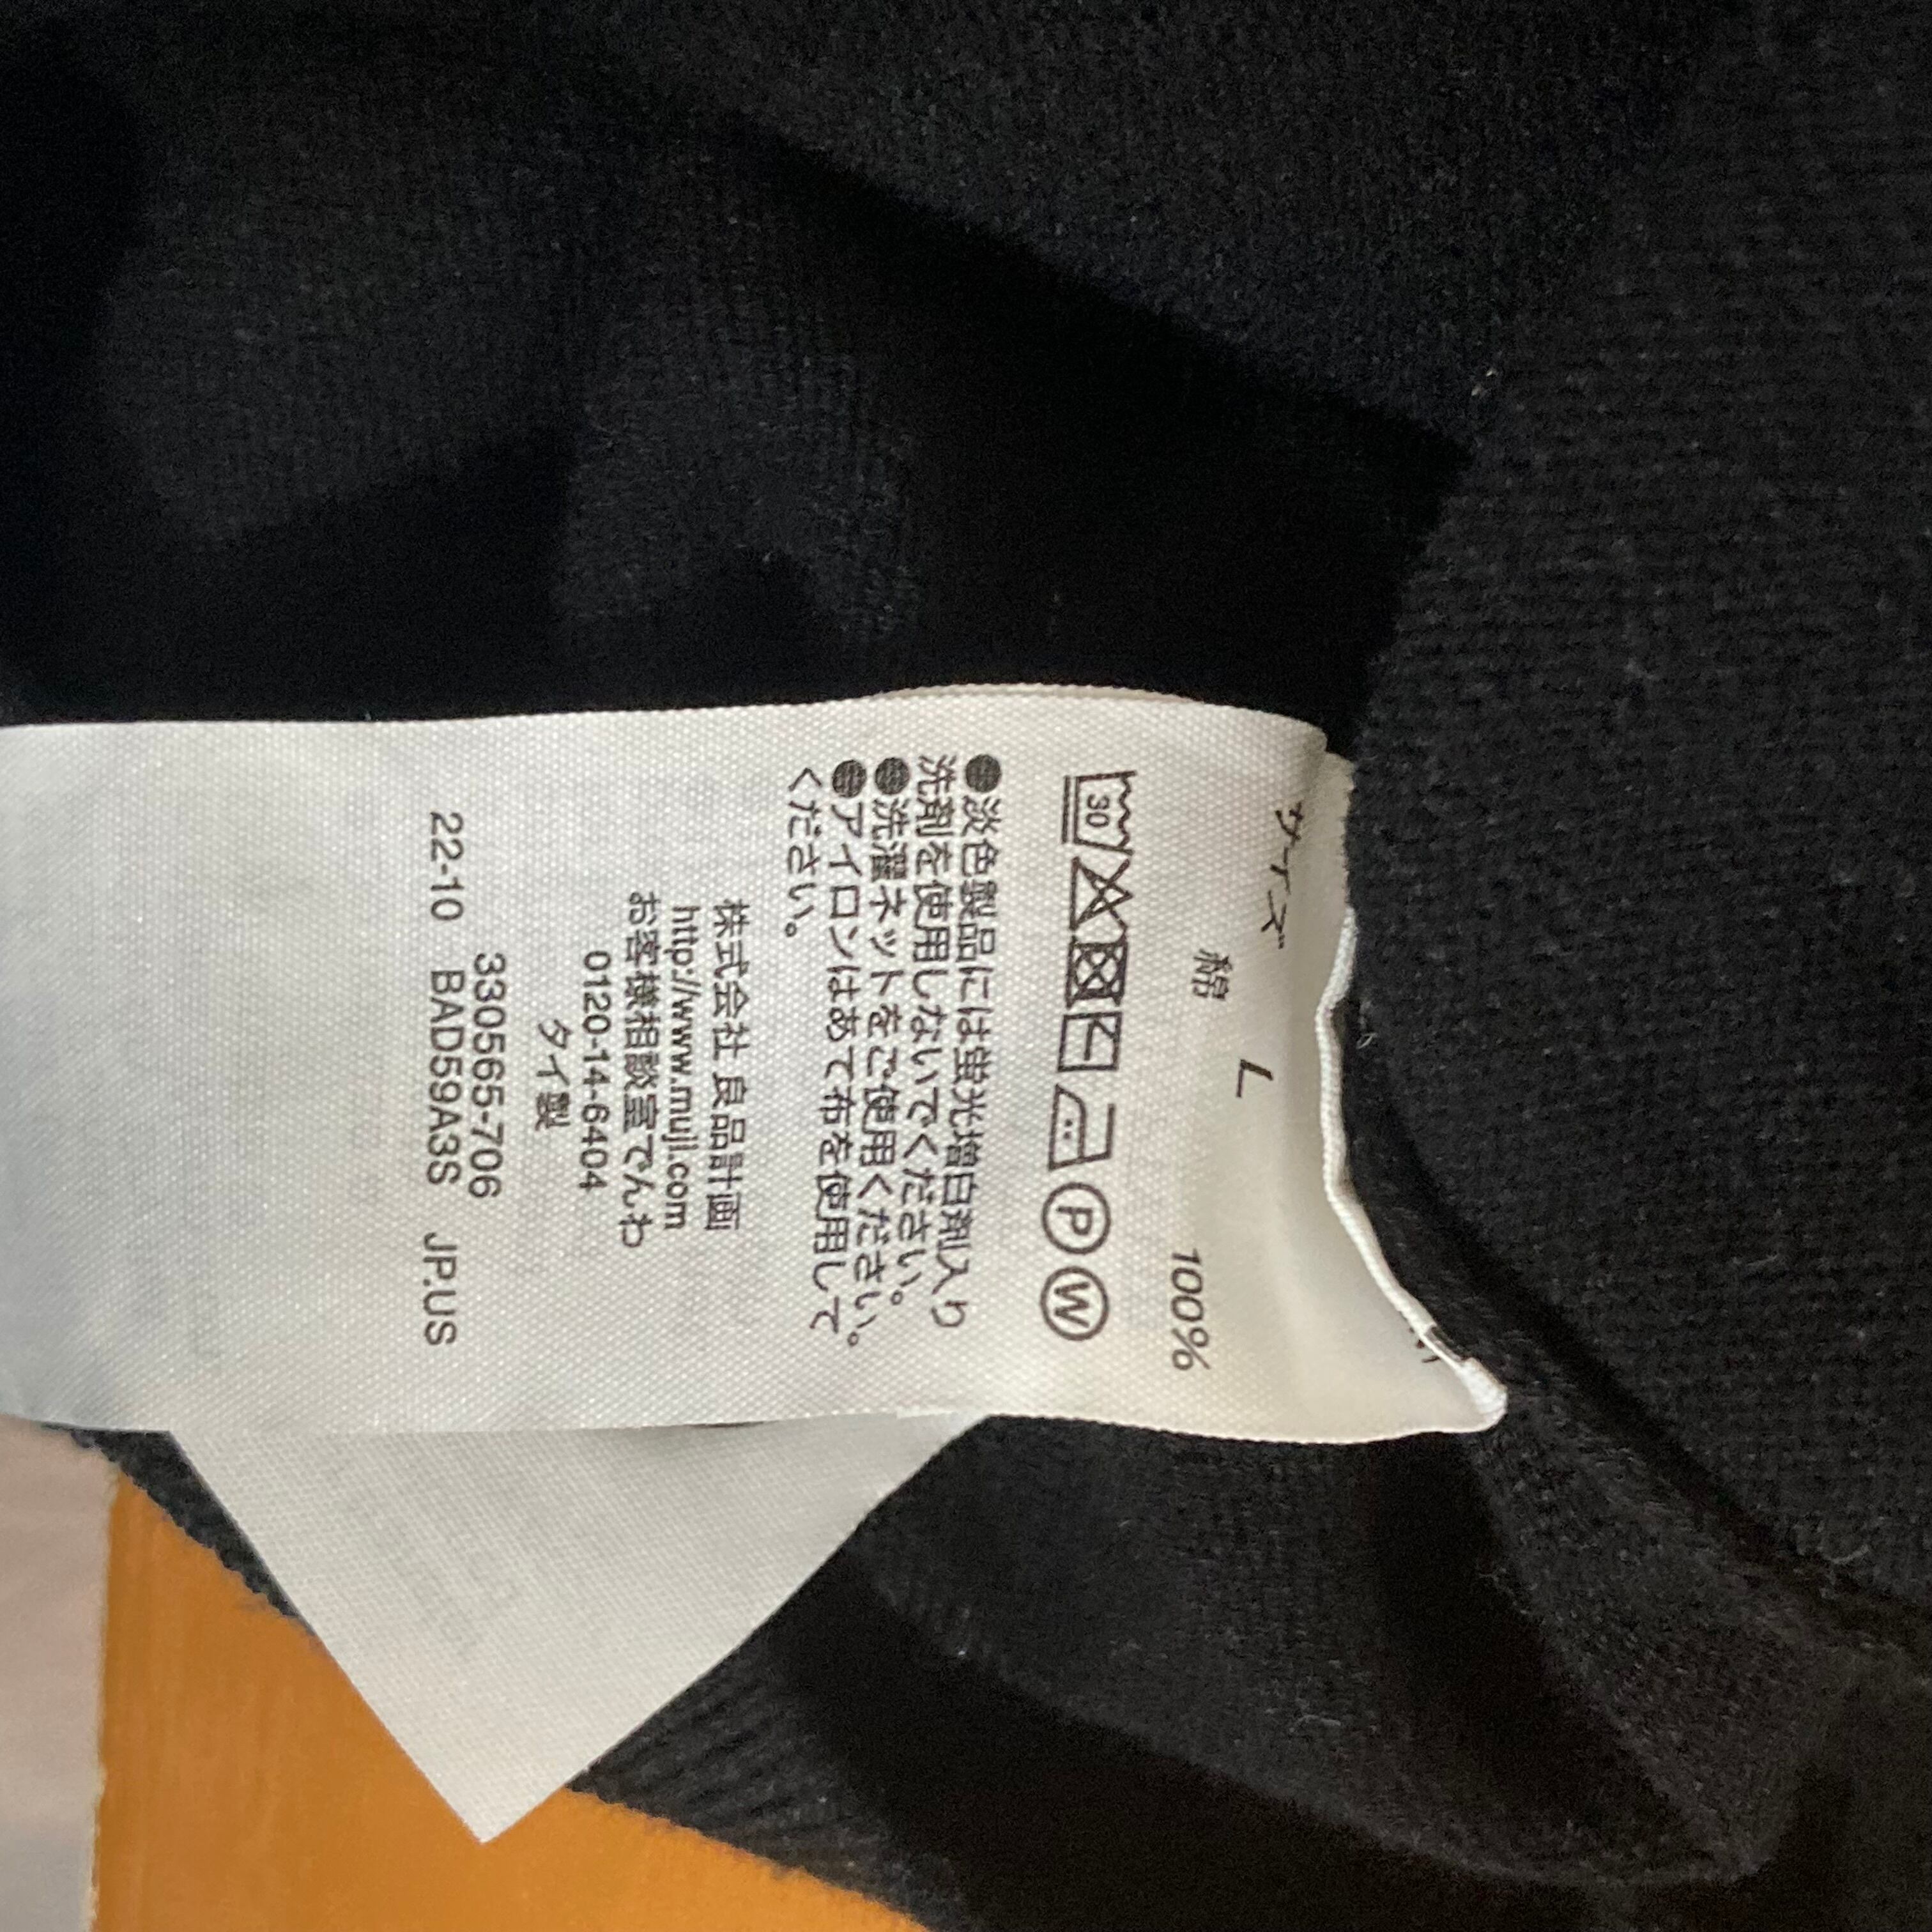 サイズ L
綿 100%
30
P W
●淡色製品には蛍光増白剤入り
洗剤を使用しないでください。
●洗濯ネットをご使用ください。
●アイロンはあて布を使用して
ください。
株式会社 良品計画
http://www.muji.com
お客様相談室でんわ
0120-14-6404
タイ製
330565-706
22-10 BAD59A3S JP.US